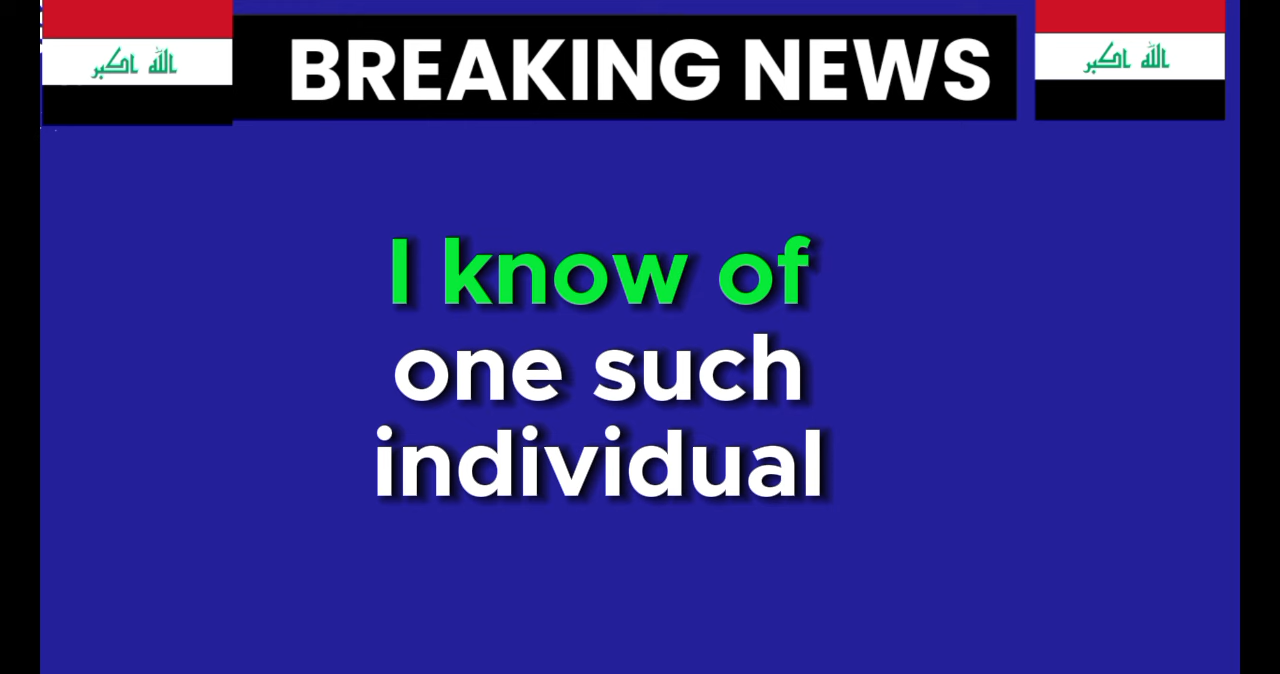 الله اكبر
BREAKING NEWS
الله اكبر
I know of
one such
individual